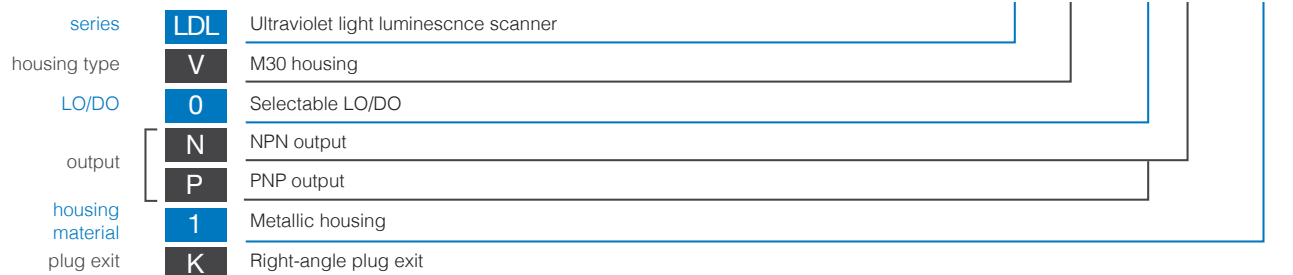 series LDL Ultraviolet light luminescnce scanner
housing type V M30 housing
LO/DO 0 Selectable LO/DO
output
N NPN output
P PNP output
housing
material
1 Metallic housing
plug exit K Right-angle plug exit